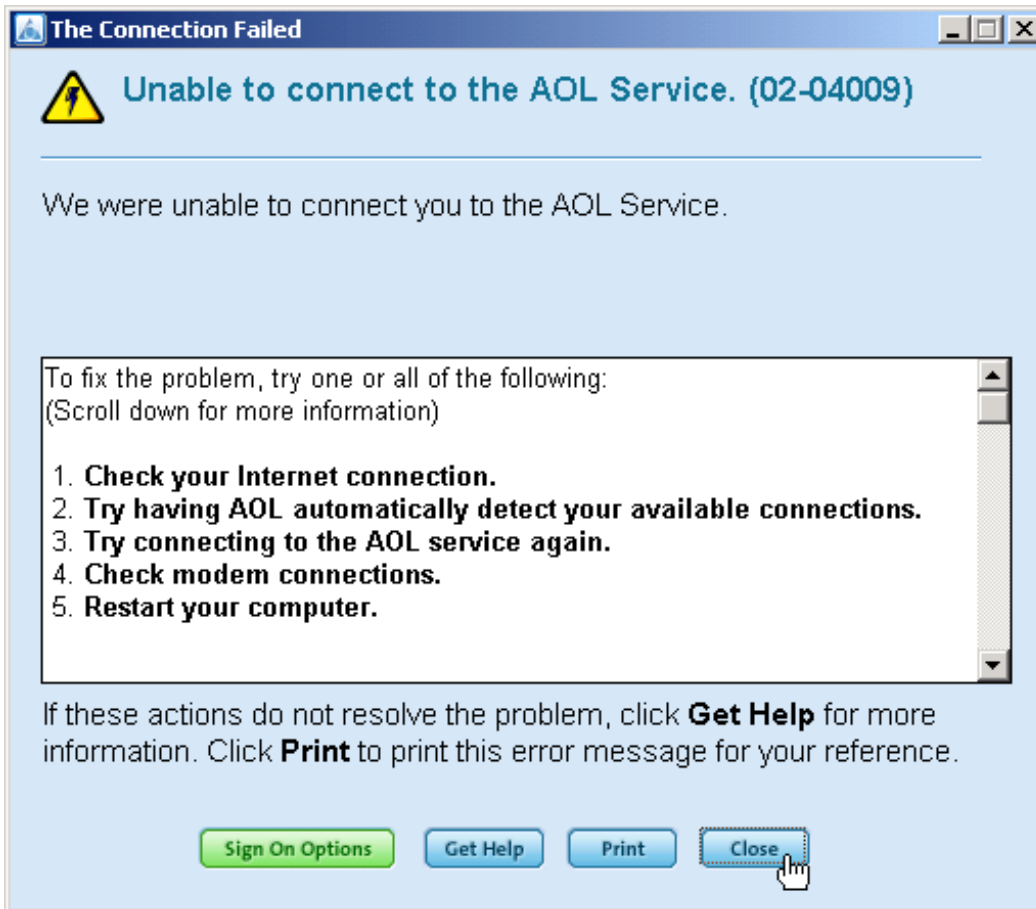 The Connection Failed
Unable to connect to the AOL Service. (02-04009)
We were unable to connect you to the AOL Service.
To fix the problem, try one or all of the following:
(Scroll down for more information)
1. Check your Internet connection.
2. Try having AOL automatically detect your available connections.
3. Try connecting to the AOL service again.
4. Check modem connections.
5. Restart your computer.
If these actions do not resolve the problem, click Get Help for more
information. Click Print to print this error message for your reference.
Sign On Options Get Help Print Close